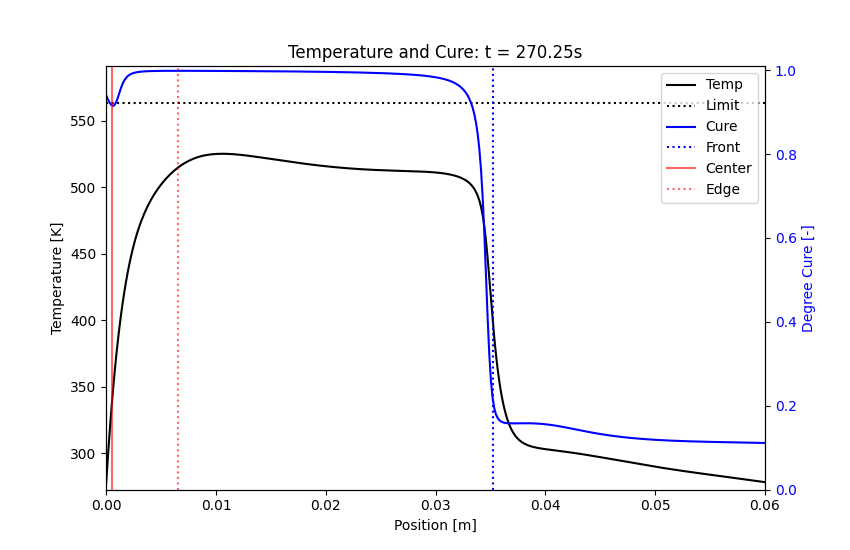 Temperature and Cure: t = 270.25s
Temp
Limit
Cure
Front
Center
Edge
Temperature [K]
550
500
450
400
350
300
Degree Cure [-]
1.0
0.8
0.6
0.4
0.2
0.0
0.00 0.01 0.02 0.03 0.04 0.05 0.06
Position [m]